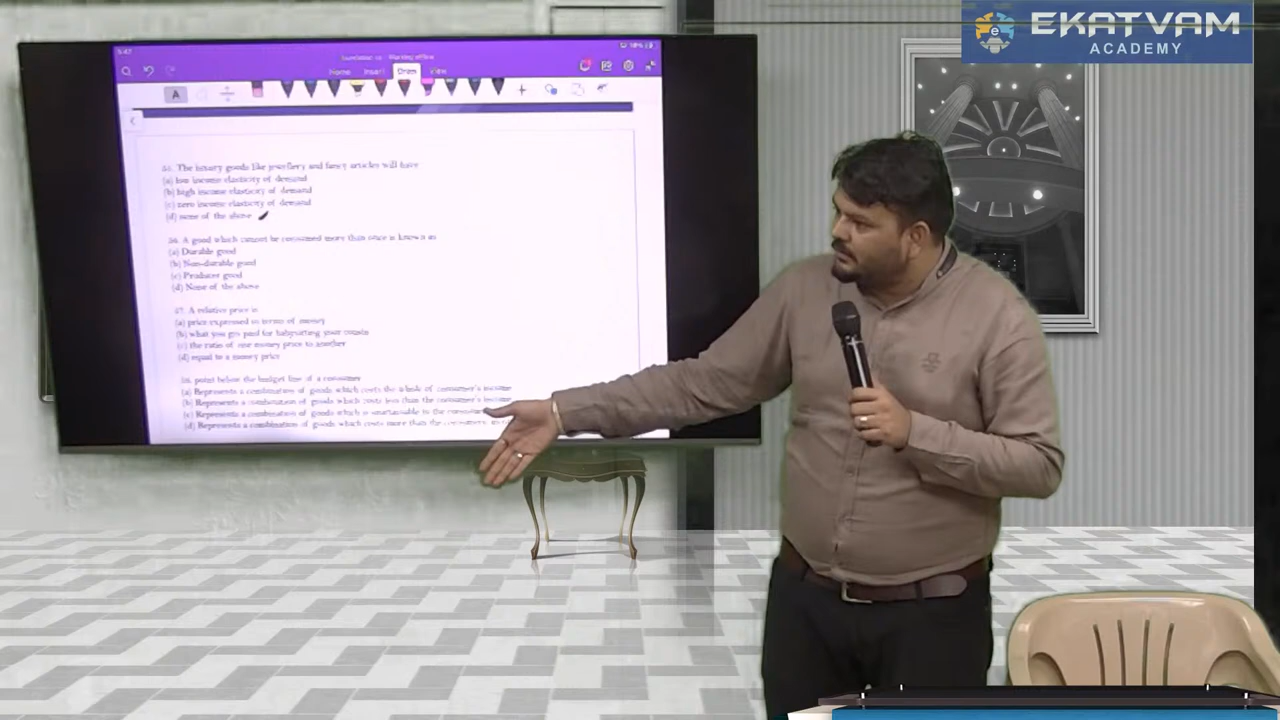 EKATVAM
ACADEMY
5:47
Home Insert Draw View
A
The luxury goods like jewellery and fancy articles will have
(a) low income elasticity of demand
(b) high income elasticity of demand
(c) zero income elasticity of demand
(d) none of the above
36. A good which cannot be consumed more than once is known as
(a) Durable good
(b) Non-durable good
(c) Producer good
(d) None of the above
37. A relative price is
(a) price expressed in terms of money
(b) what you get paid for babysitting your cousin
(c) the ratio of one money price to another
(d) equal to a money price
point below the budget line of a consumer
(a) Represents a combination of goods which costs the whole of consumer's income
(b) Represents a combination of goods which costs less than the consumer's income
(c) Represents a combination of goods which is unattainable to the
(d) Represents a combination of goods which costs more than the consumer's